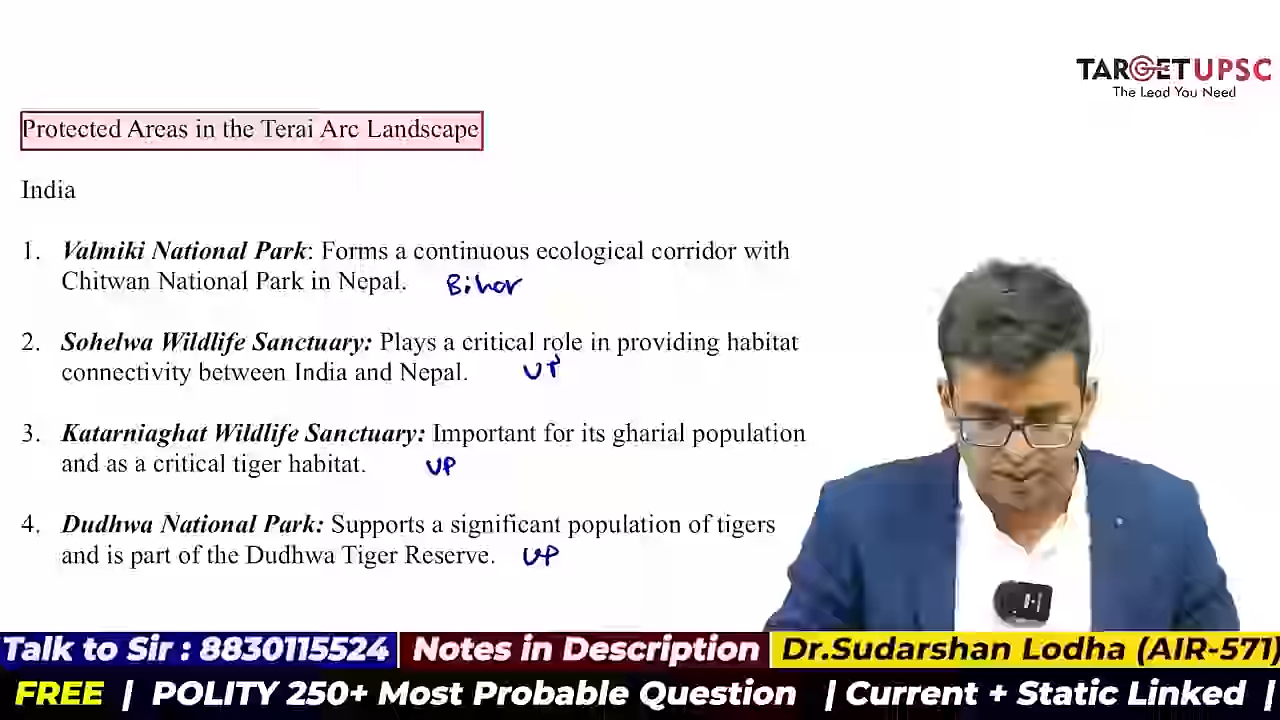 TARGETUPSC
The Lead You Need
Protected Areas in the Terai Arc Landscape
India
1. Valmiki National Park: Forms a continuous ecological corridor with
Chitwan National Park in Nepal. Bihar
2. Sohelwa Wildlife Sanctuary: Plays a critical role in providing habitat
connectivity between India and Nepal. UP
3. Katarniaghat Wildlife Sanctuary: Important for its gharial population
and as a critical tiger habitat. UP
4. Dudhwa National Park: Supports a significant population of tigers
and is part of the Dudhwa Tiger Reserve. UP
Talk to Sir : 8830115524 Notes in Description Dr.Sudarshan Lodha (AIR-571)
FREE | POLITY 250+ Most Probable Question | Current + Static Linked |